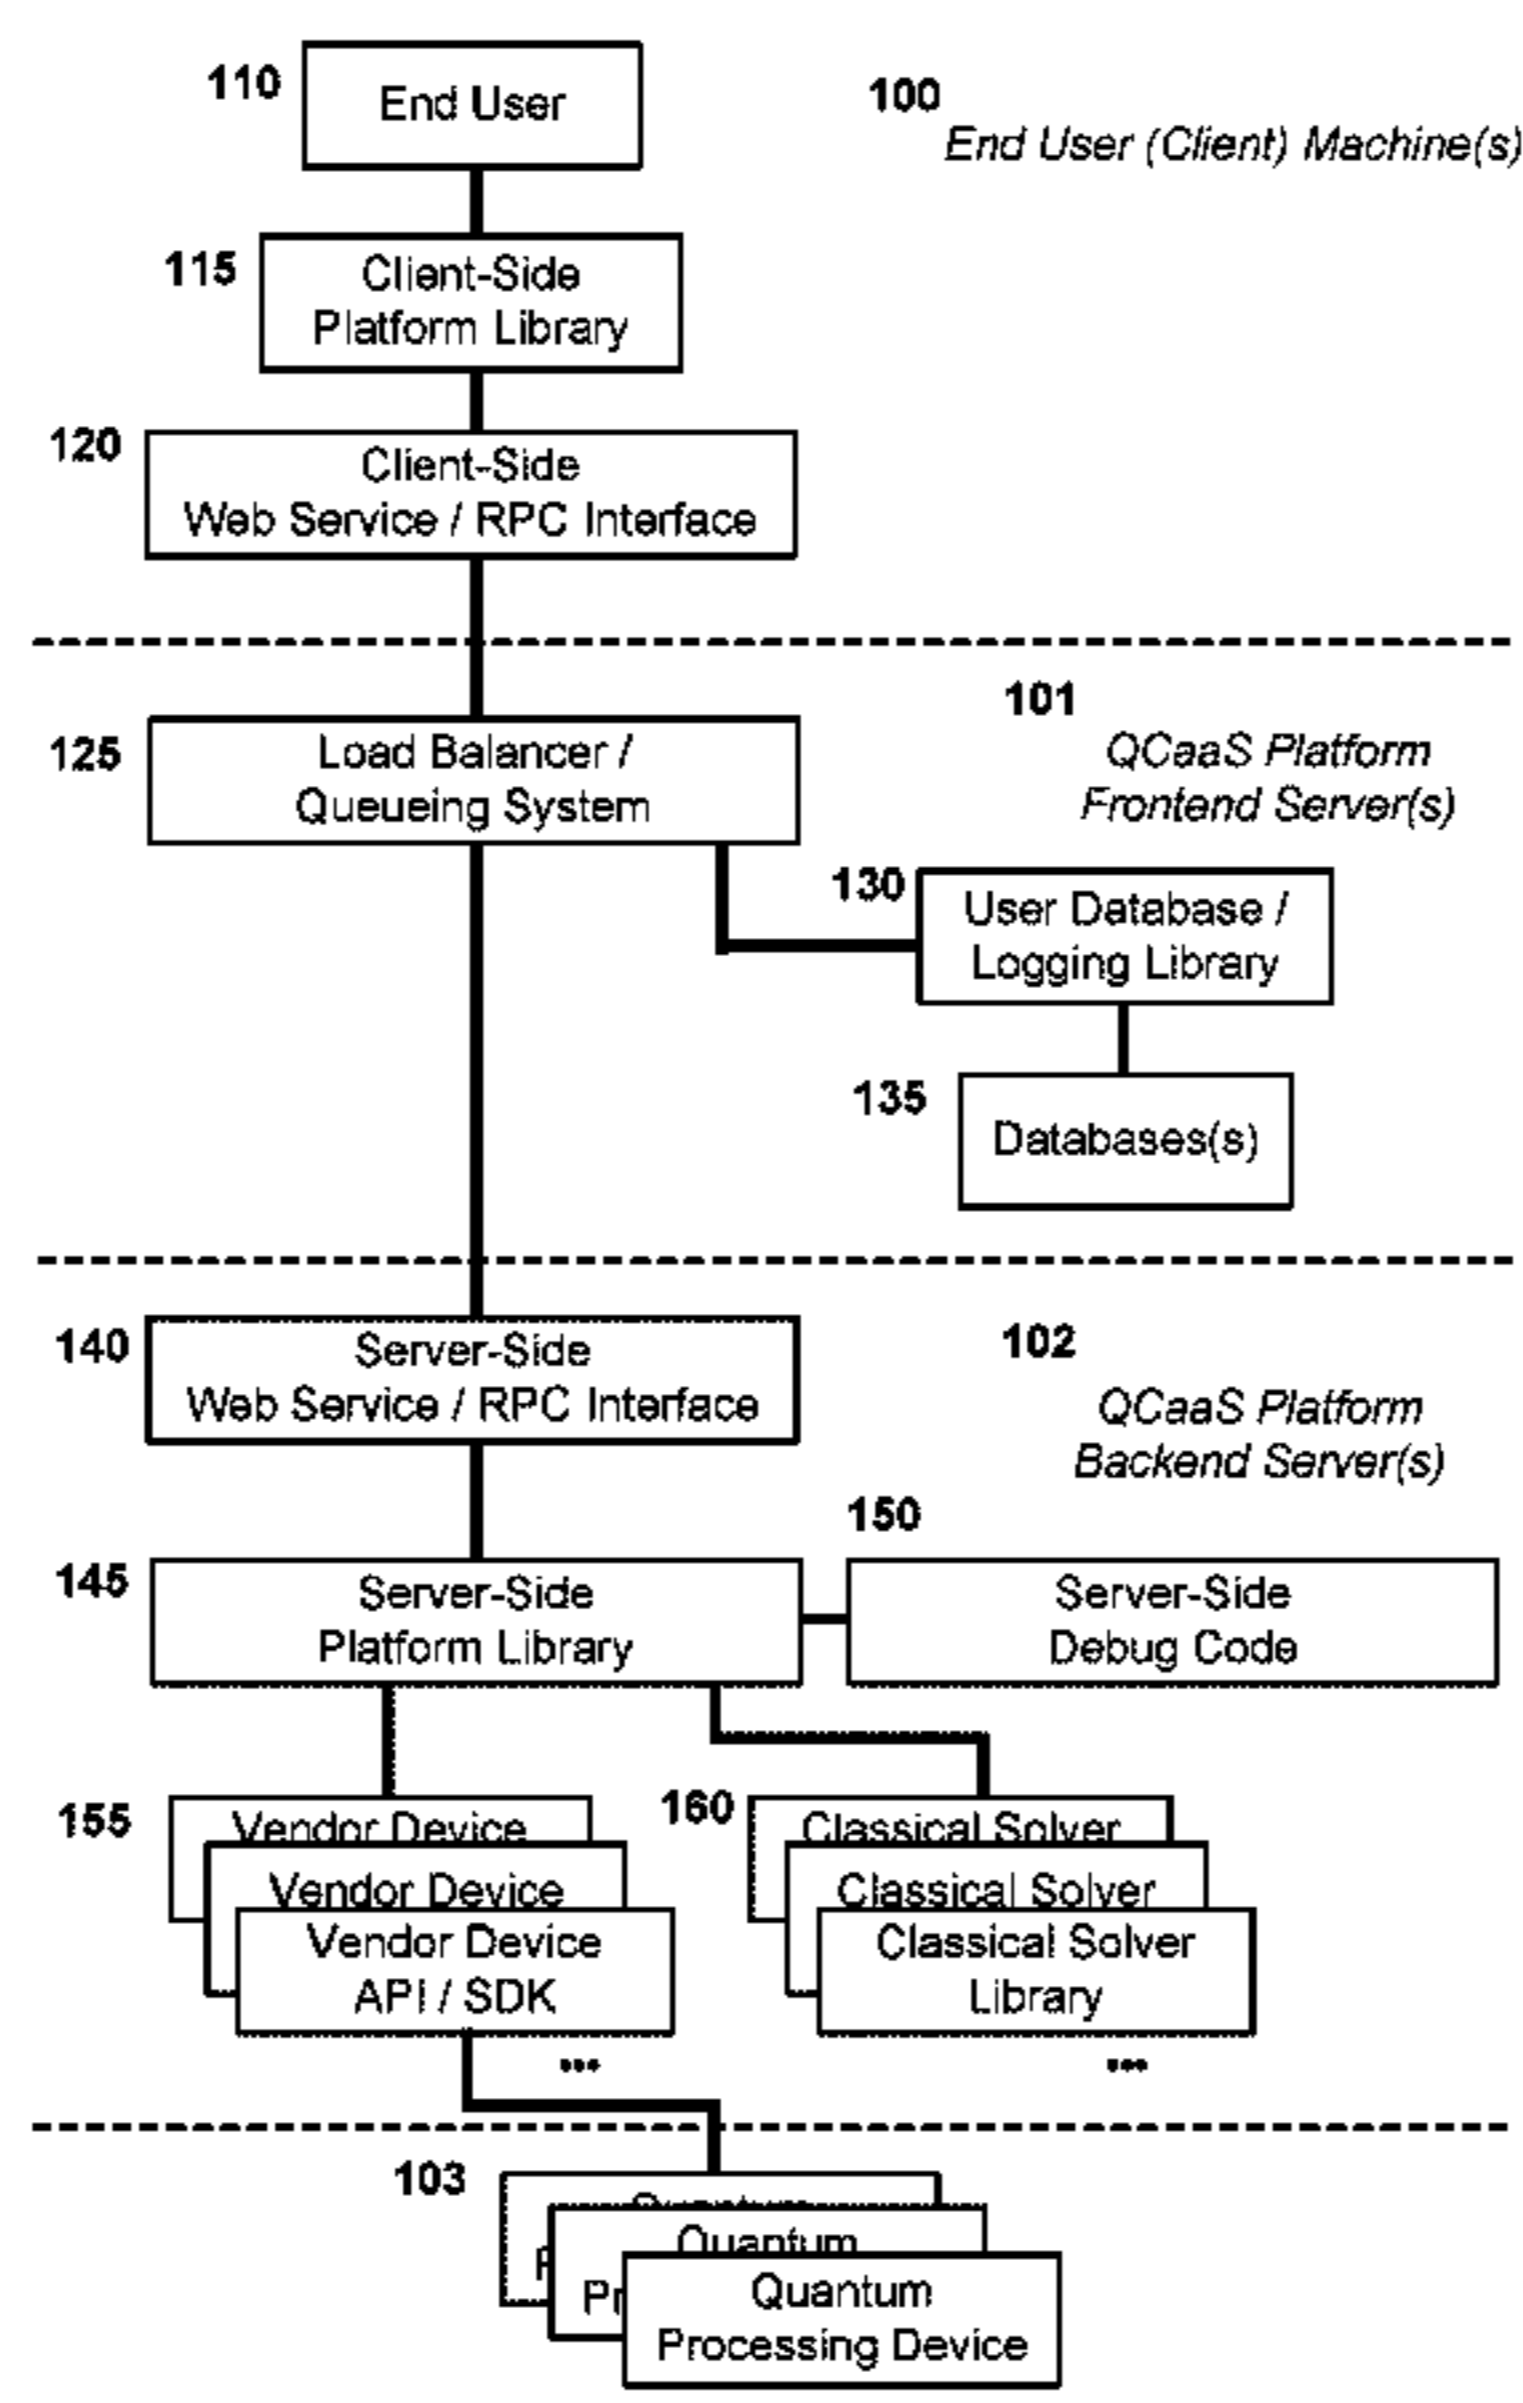 110
End User
100
End User (Client) Machine(s)
115
Client-Side
Platform Library
120
Client-Side
Web Service / RPC Interface
101
QCaaS Platform
Frontend Server(s)
125
Load Balancer /
Queueing System
130
User Database /
Logging Library
135
Databases(s)
140
Server-Side
Web Service / RPC Interface
102
QCaaS Platform
Backend Server(s)
145
Server-Side
Platform Library
150
Server-Side
Debug Code
155
Vendor Device
Vendor Device
Vendor Device
API / SDK
...
160
Classical Solver
Classical Solver
Classical Solver
Library
...
103
Quantum
Quantum
Processing Device